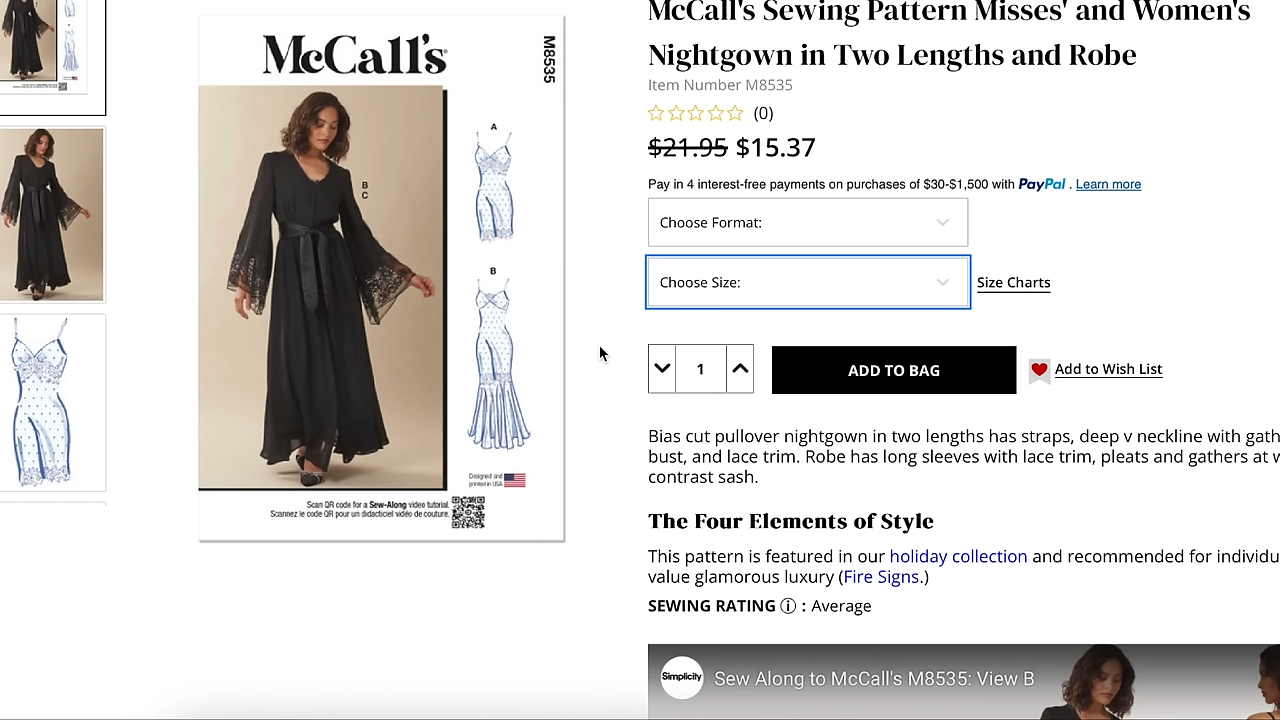 McCall's Sewing Pattern Misses' and Women's
Nightgown in Two Lengths and Robe
Item Number M8535
(0)
$21.95 $15.37
Pay in 4 interest-free payments on purchases of $30-$1,500 with PayPal . Learn more
Choose Format:
Choose Size:
Size Charts
1
ADD TO BAG
Add to Wish List
Bias cut pullover nightgown in two lengths has straps, deep v neckline with gath
bust, and lace trim. Robe has long sleeves with lace trim, pleats and gathers at w
contrast sash.
The Four Elements of Style
This pattern is featured in our holiday collection and recommended for individu
value glamorous luxury (Fire Signs.)
SEWING RATING ⓘ : Average
Simplicity
Sew Along to McCall's M8535: View B
McCall's
M8535
A
B
C
B
Designed and
printed in USA
Scan QR code for a Sew-Along video tutorial.
Scannez le code QR pour un didacticiel vidéo de couture.